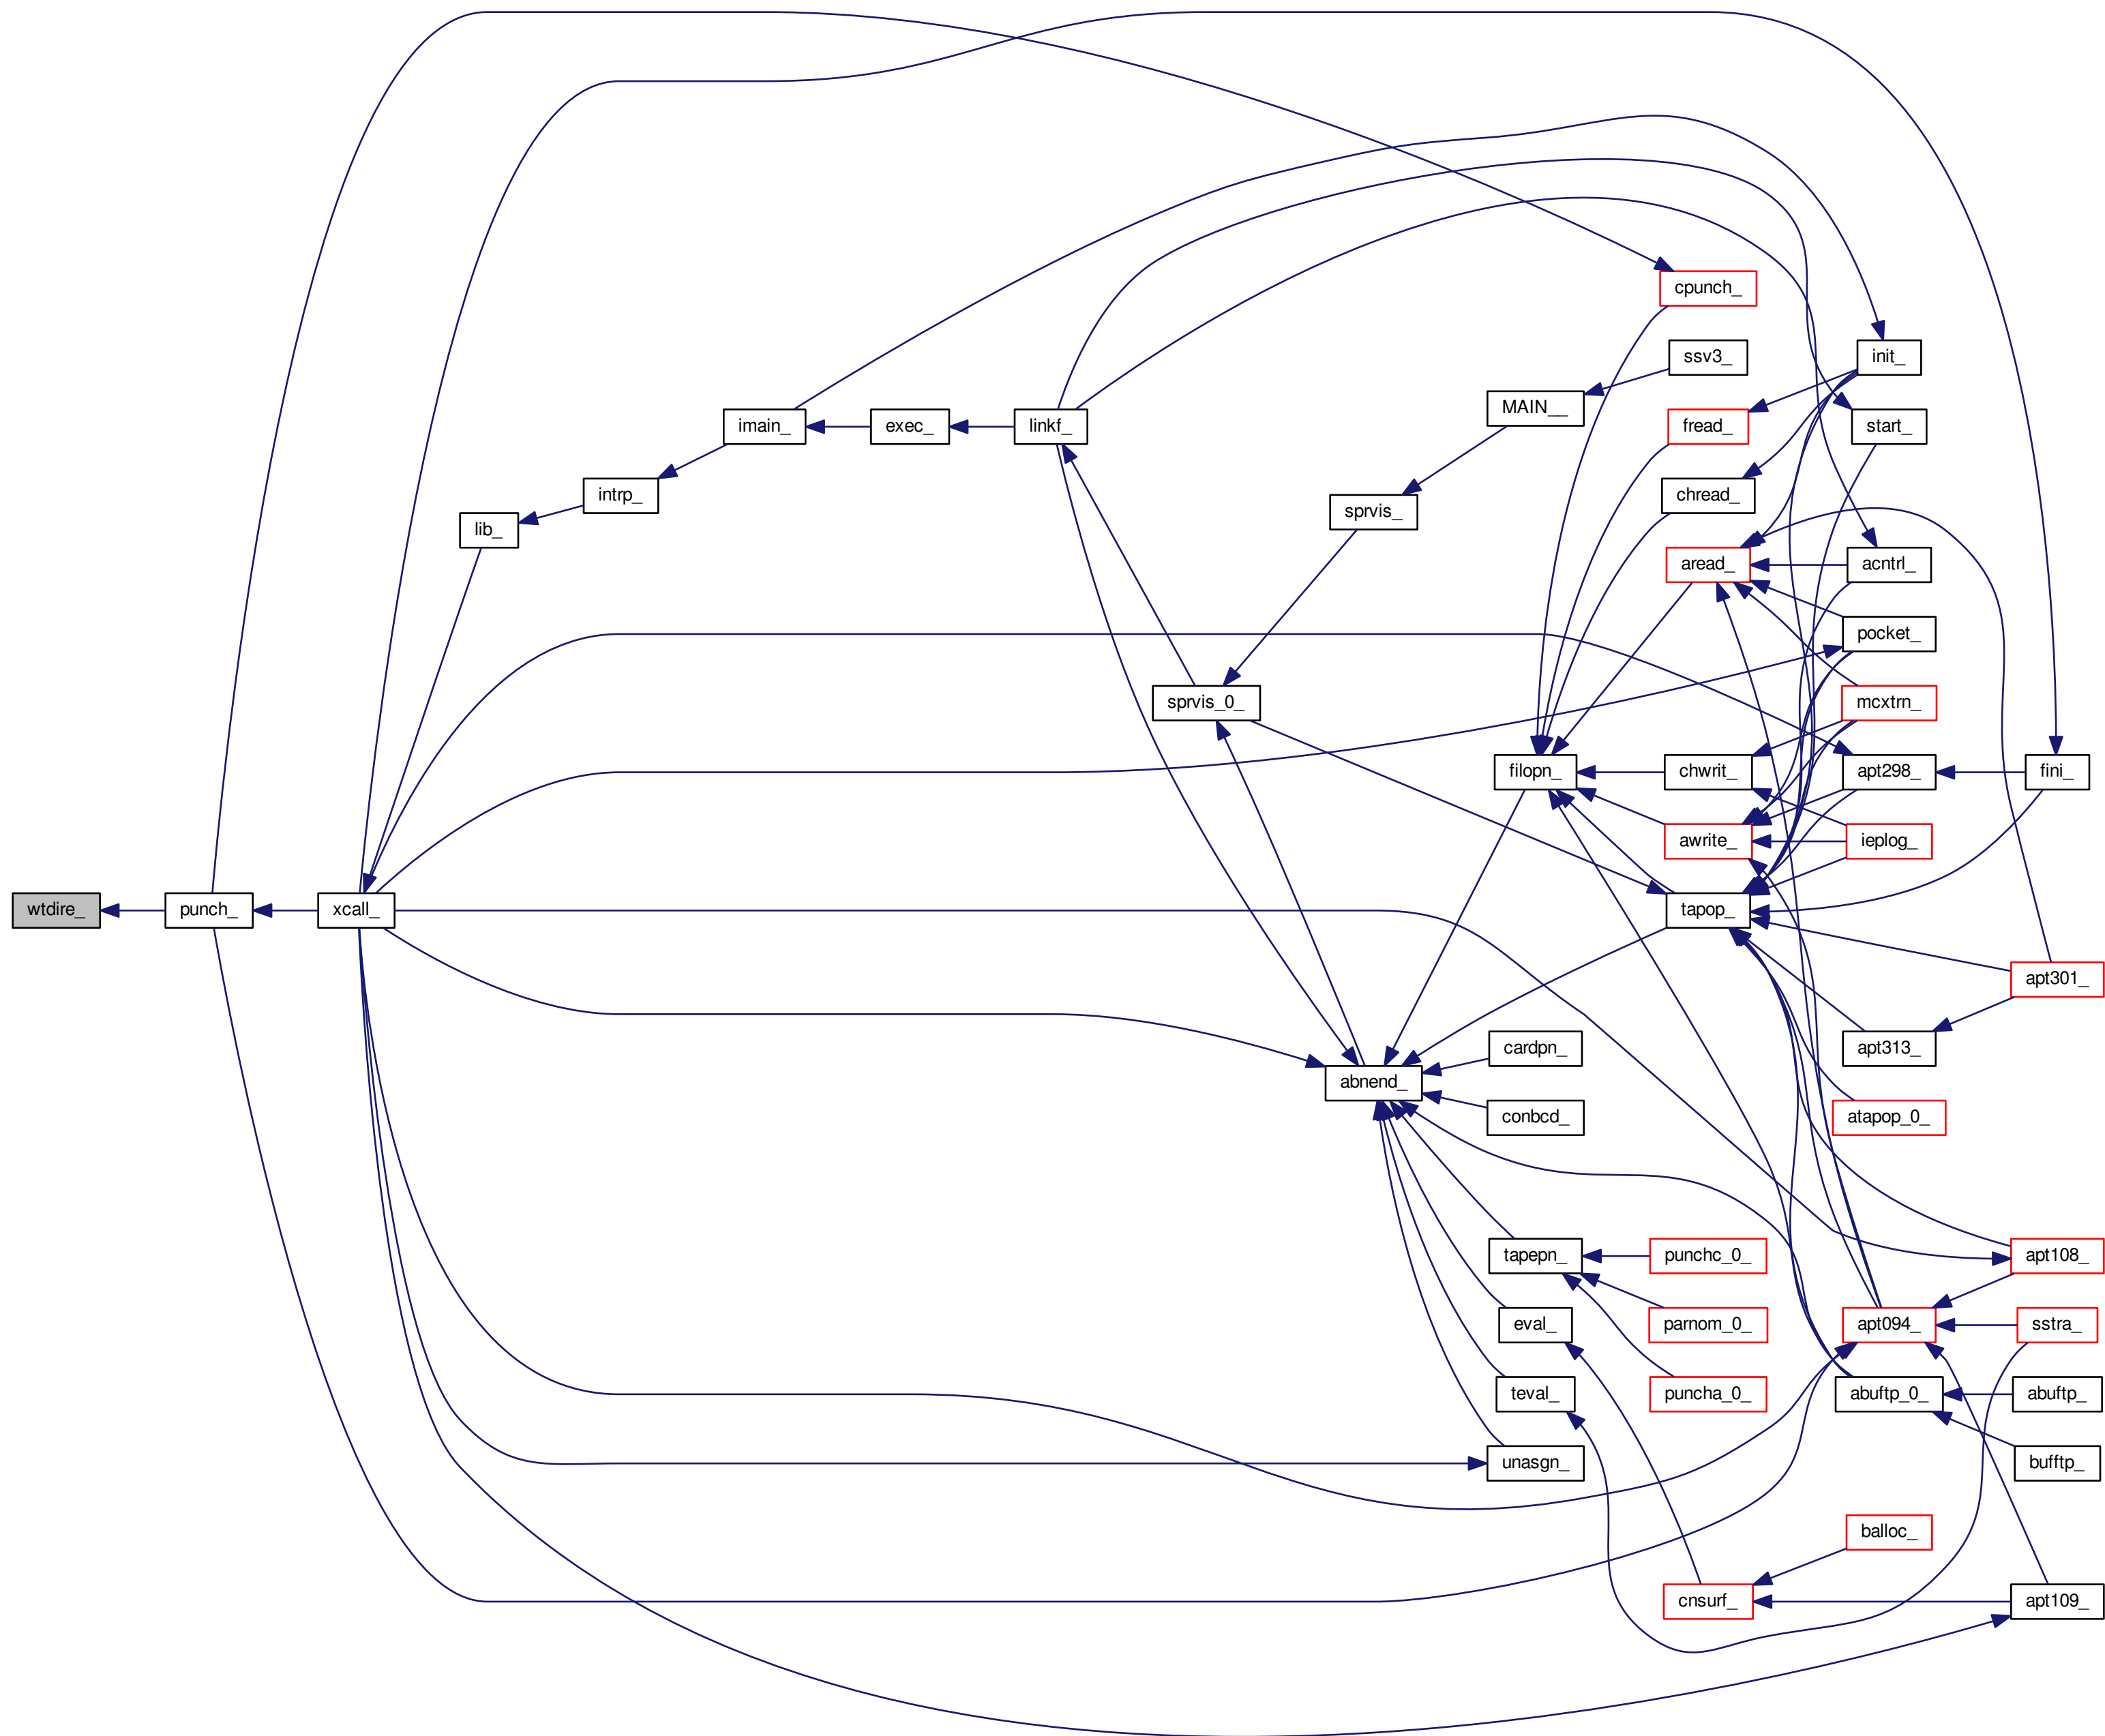 cpunch_
ssv3_
init_
MAIN__
fread_
start_
imain_
exec_
linkf_
intrp_
chread_
sprvis_
lib_
aread_
acntrl_
pocket_
sprvis_0_
mcxtrn_
filopn_
chwrit_
apt298_
fini_
awrite_
ieplog_
wtdire_
punch_
xcall_
tapop_
apt301_
cardpn_
apt313_
abnend_
conbcd_
atapop_0_
tapepn_
punchc_0_
apt108_
eval_
parnom_0_
apt094_
sstra_
teval_
puncha_0_
abuftp_0_
abuftp_
unasgn_
bufftp_
balloc_
cnsurf_
apt109_